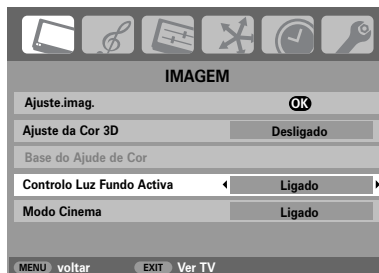 IMAGEM
Ajuste.imag. OK
Ajuste da Cor 3D Desligado
Base do Ajude de Cor
Controlo Luz Fundo Activa Ligado
Modo Cinema Ligado
MENU voltar EXIT Ver TV